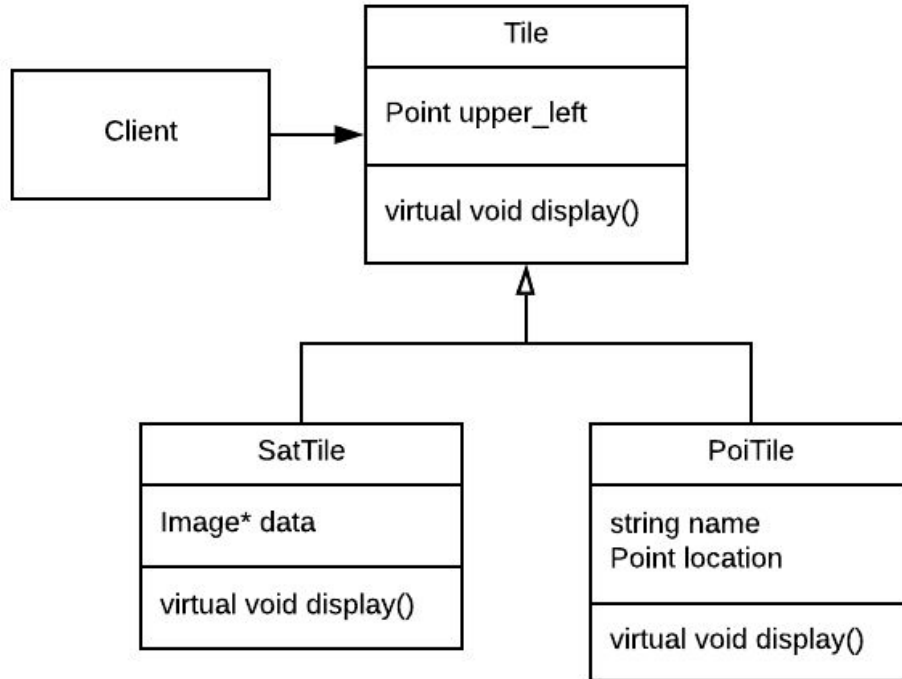 Tile
Point upper_left
virtual void display()
Client
SatTile
Image* data
virtual void display()
PoiTile
string name
Point location
virtual void display()